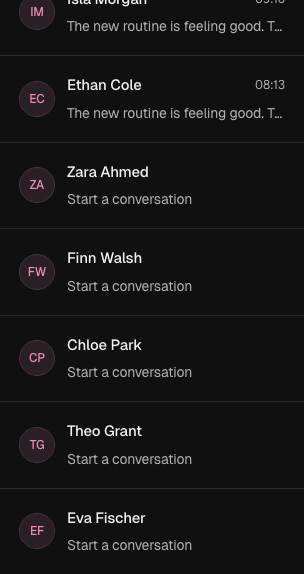 IM
Isla Morgan
The new routine is feeling good. T...
EC
Ethan Cole
08:13
The new routine is feeling good. T...
ZA
Zara Ahmed
Start a conversation
FW
Finn Walsh
Start a conversation
CP
Chloe Park
Start a conversation
TG
Theo Grant
Start a conversation
EF
Eva Fischer
Start a conversation